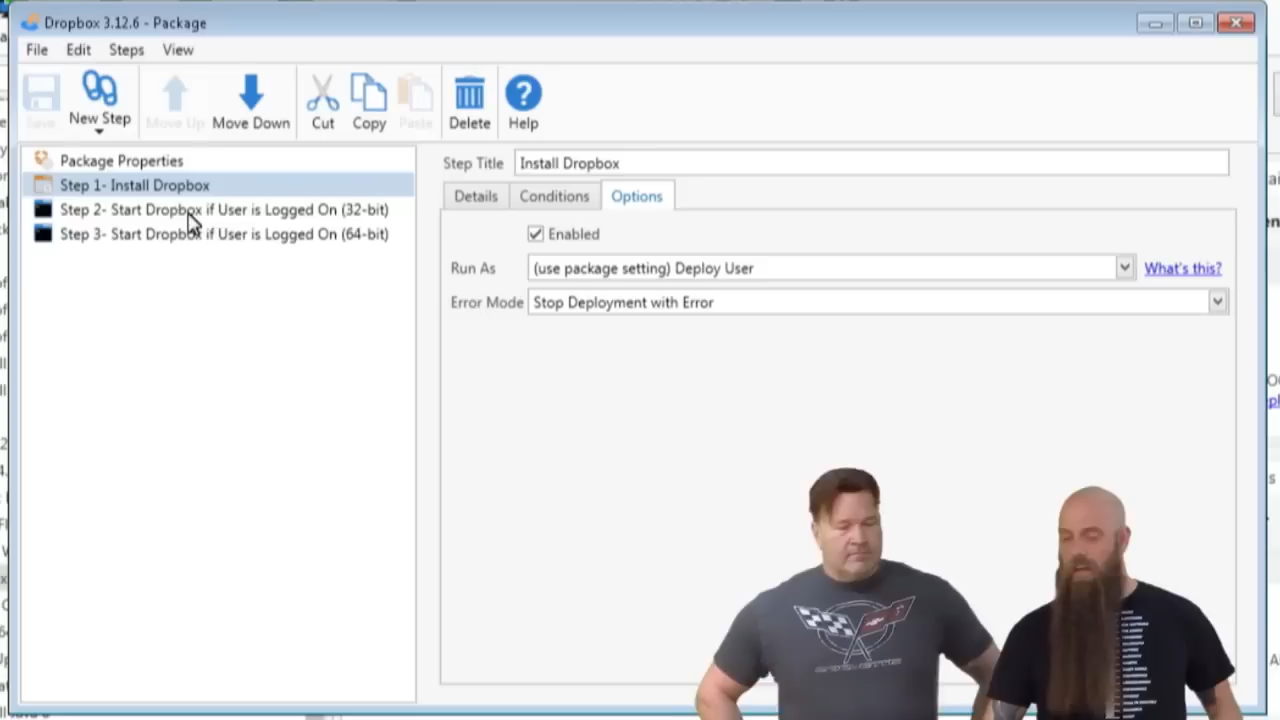 Dropbox 3.12.6 - Package
File Edit Steps View
Save New Step Move Up Move Down Cut Copy Paste Delete Help
Package Properties
Step 1- Install Dropbox
Step 2- Start Dropbox if User is Logged On (32-bit)
Step 3- Start Dropbox if User is Logged On (64-bit)
Step Title Install Dropbox
Details Conditions Options
Enabled
Run As (use package setting) Deploy User What's this?
Error Mode Stop Deployment with Error
CORVETTE